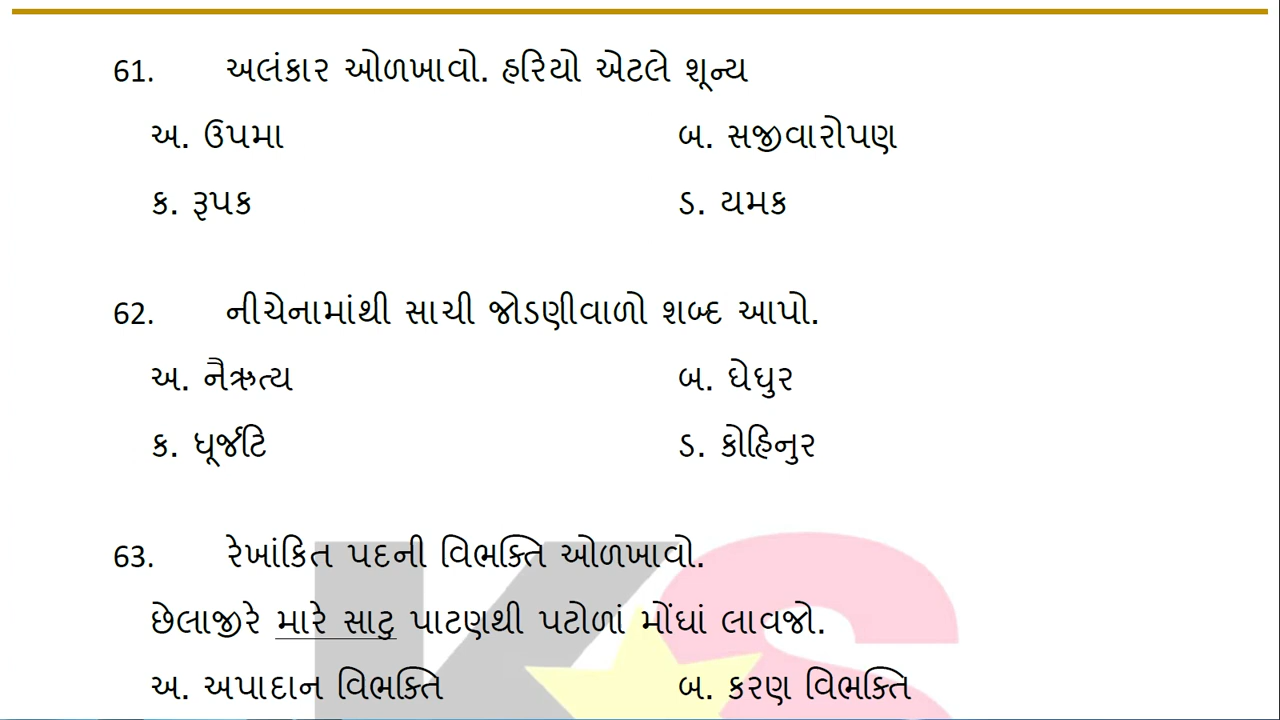 61. અલંકાર ઓળખાવો. હરિયો એટલે શૂન્ય
અ. ઉપમા બ. સજીવારોપણ
ક. રૂપક ડ. યમક
62. નીચેનામાંથી સાચી જોડણીવાળો શબ્દ આપો.
અ. નૈઋત્ય બ. ઘેઘુર
ક. ધૂર્જટિ ડ. કોહિનુર
63. રેખાંકિત પદની વિભક્તિ ઓળખાવો.
છેલાજીરે મારે સાટુ પાટણથી પટોળાં મોંઘાં લાવજો.
અ. અપાદાન વિભક્તિ બ. કરણ વિભક્તિ